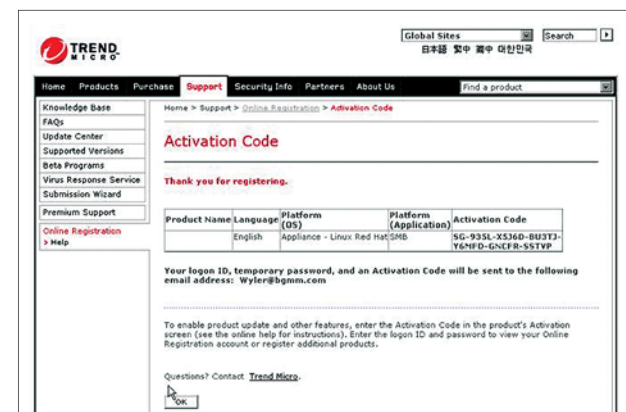 TREND
MICRO
Global Sites
Search
日本語 繁中 简中 대한민국
Home Products Purchase Support Security Info Partners About Us
Find a product
Knowledge Base
FAQs
Update Center
Supported Versions
Beta Programs
Virus Response Service
Submission Wizard
Premium Support
Online Registration
> Help
Home > Support > Online Registration > Activation Code
Activation Code
Thank you for registering.
Product Name Language Platform (OS) Platform (Application) Activation Code
English Appliance - Linux Red Hat SMB SG-935L-X5J6D-BU3TJ-
Y6MFD-GNCFR-SSTVP
Your logon ID, temporary password, and an Activation Code will be sent to the following
email address: Wyler@bgmm.com
To enable product update and other features, enter the Activation Code in the product's Activation
screen (see the online help for instructions). Enter the logon ID and password to view your Online
Registration account or register additional products.
Questions? Contact Trend Micro.
OK